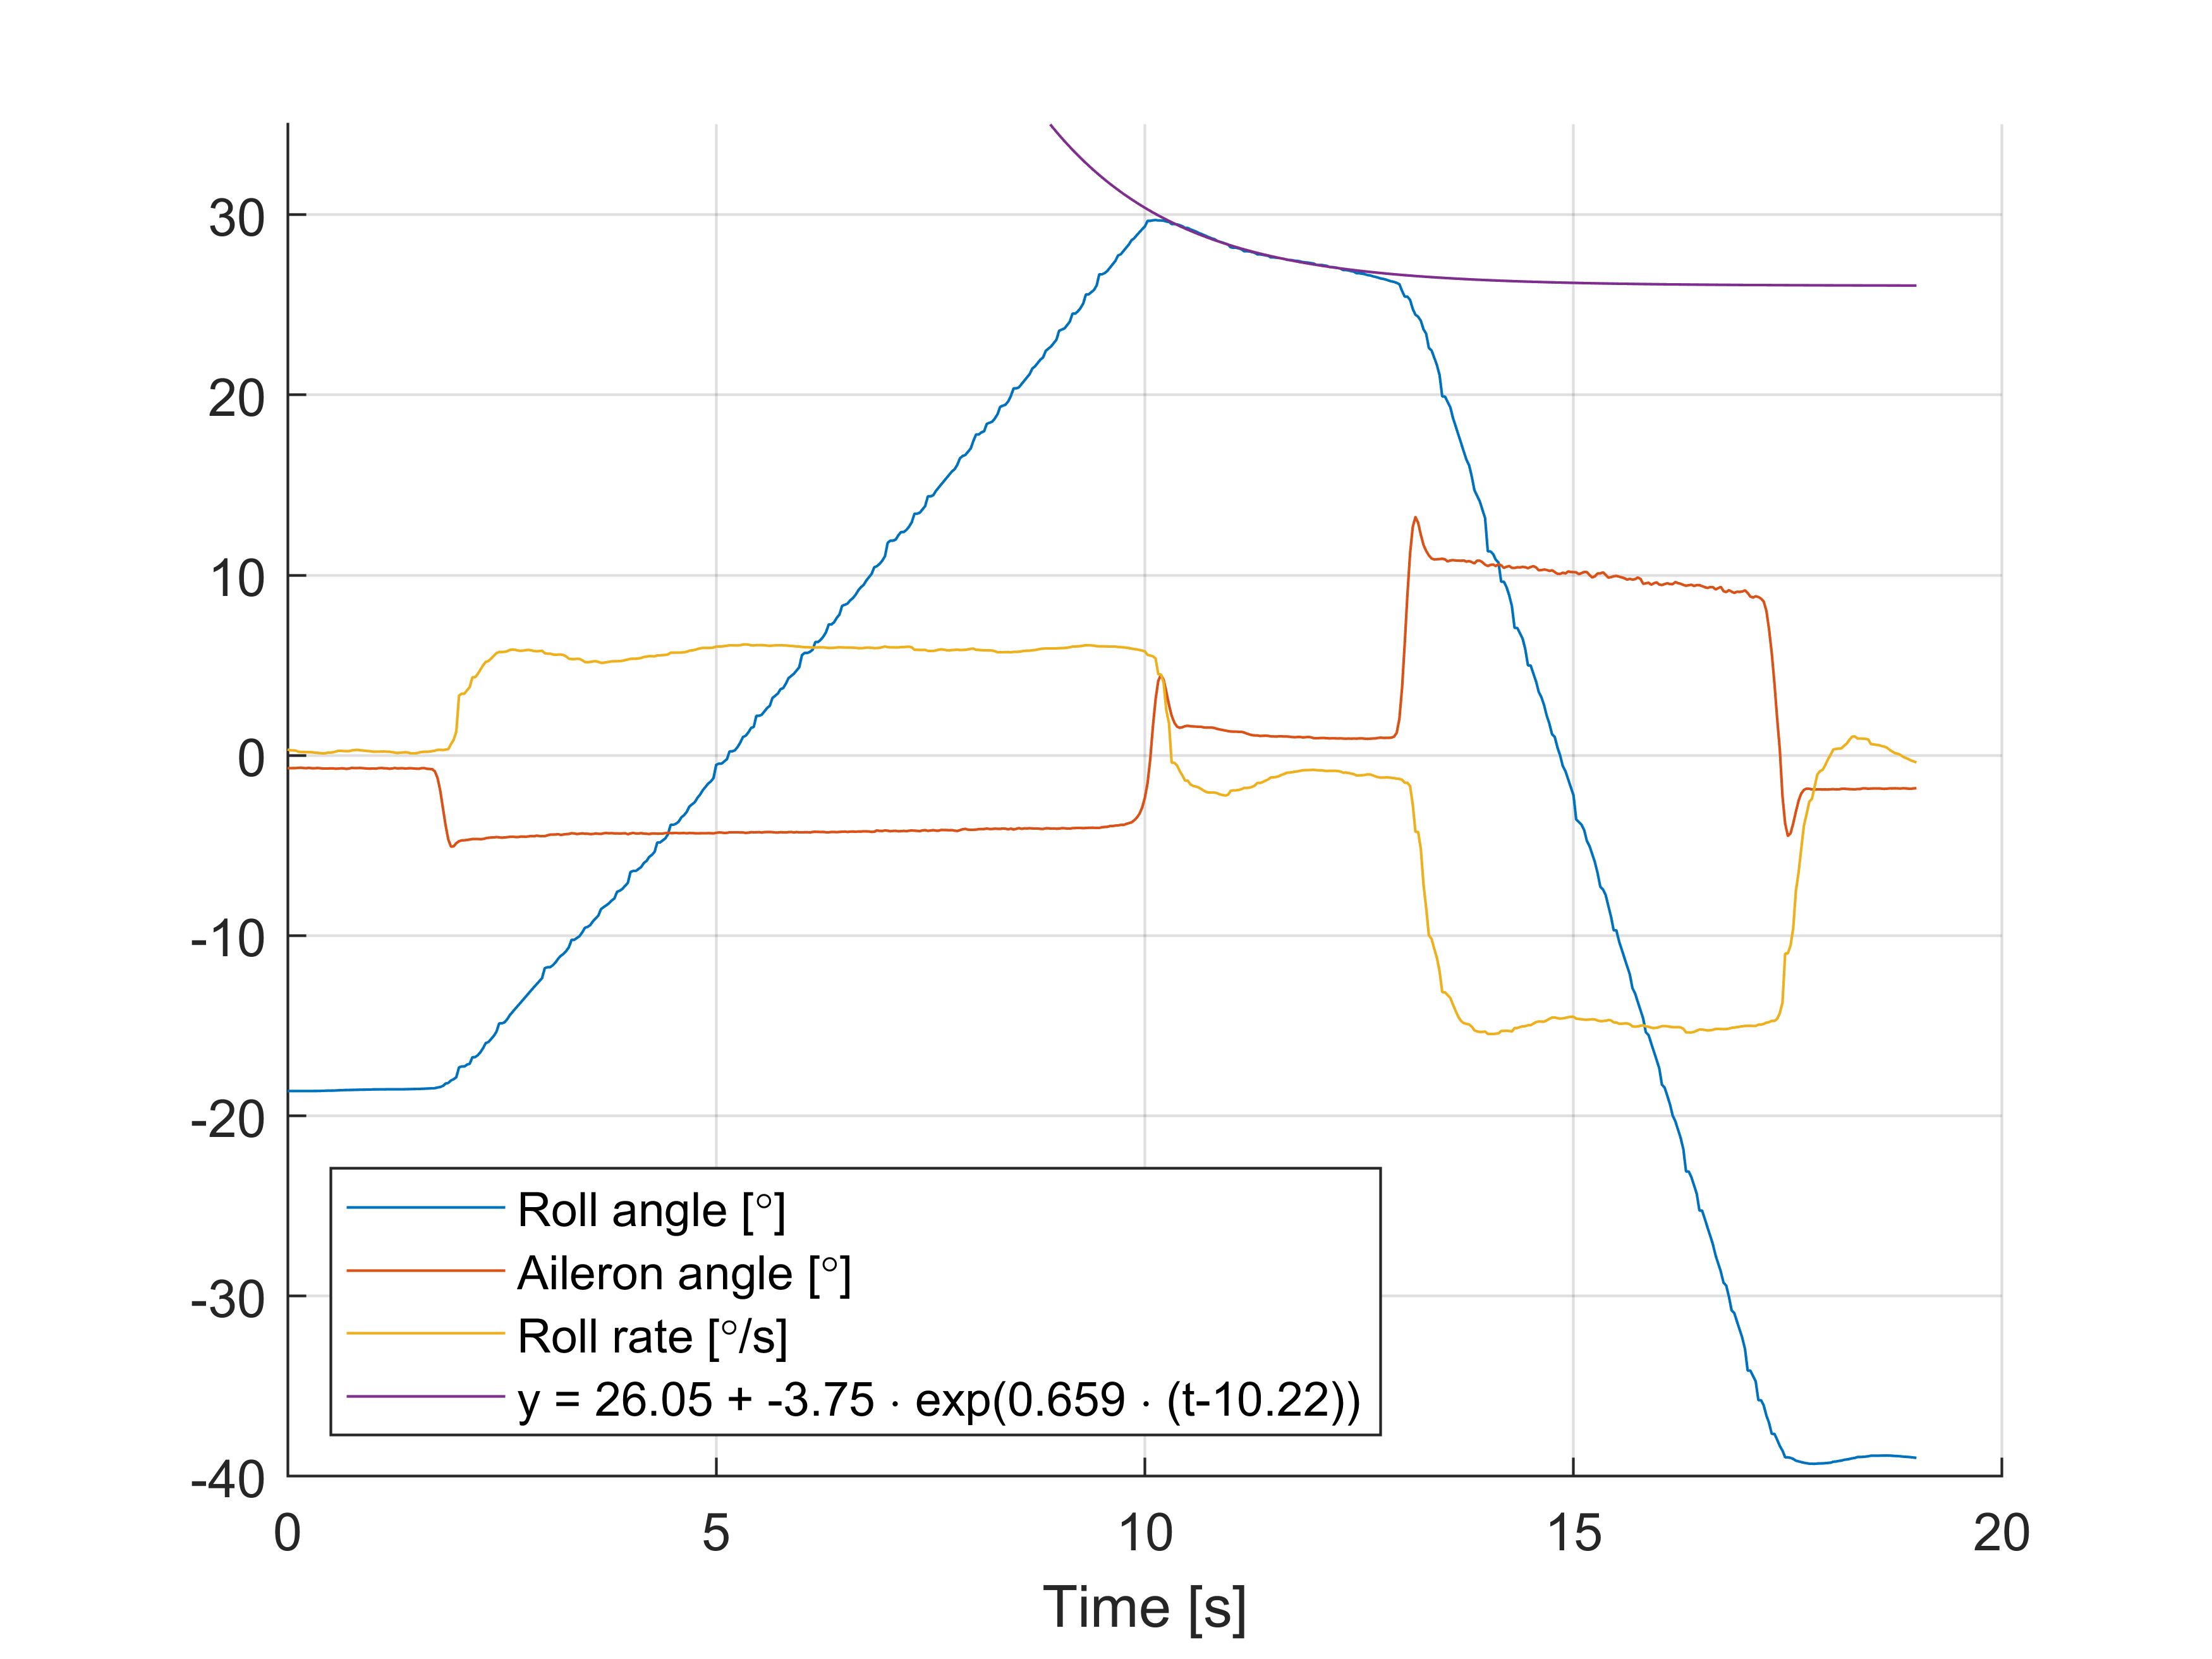 30
20
10
0
-10
-20
-30
-40
0 5 10 15 20
Time [s]
Roll angle [°]
Aileron angle [°]
Roll rate [°/s]
y = 26.05 + -3.75 · exp(0.659 · (t-10.22))